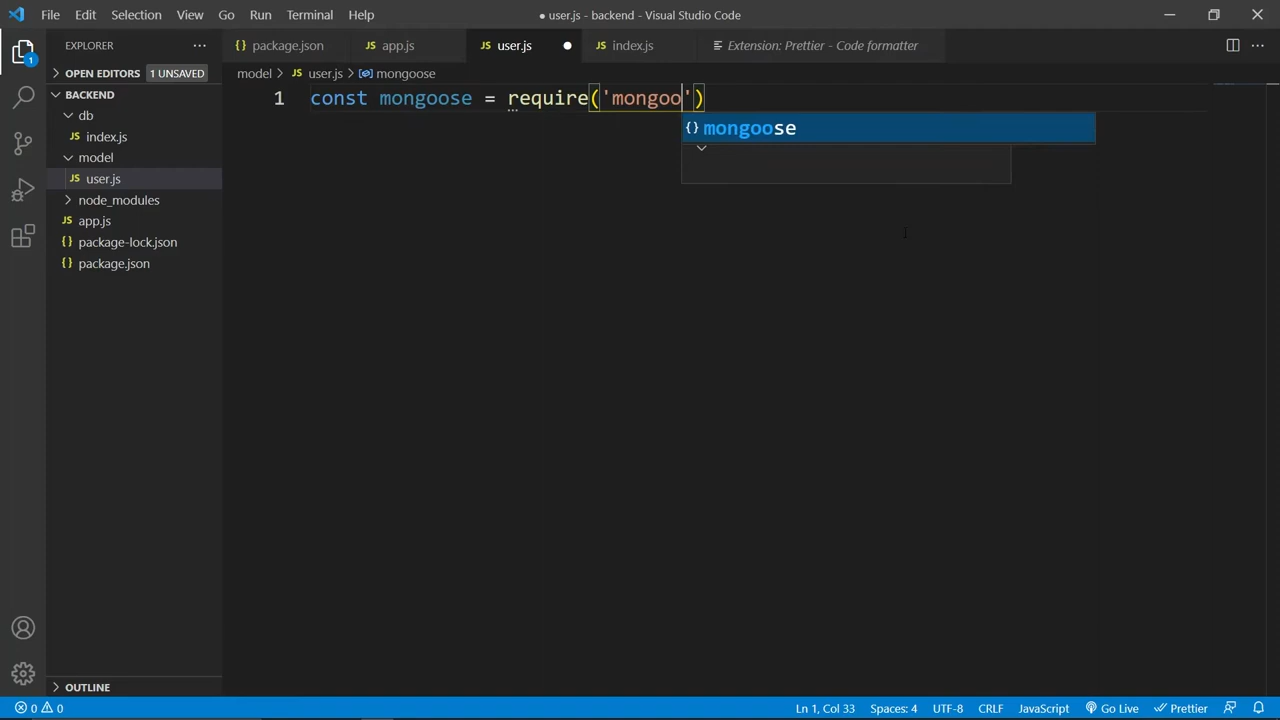 File Edit Selection View Go Run Terminal Help ● user.js - backend - Visual Studio Code
EXPLORER ...
{ } package.json JS app.js JS user.js ● JS index.js Extension: Prettier - Code formatter ...
OPEN EDITORS 1 UNSAVED
model > JS user.js > mongoose
BACKEND
1 const mongoose = require('mongoo')
db
{} mongoose
JS index.js
model
JS user.js
node_modules
JS app.js
{ } package-lock.json
{ } package.json
OUTLINE
1
0 0 Ln 1, Col 33 Spaces: 4 UTF-8 CRLF JavaScript Go Live Prettier